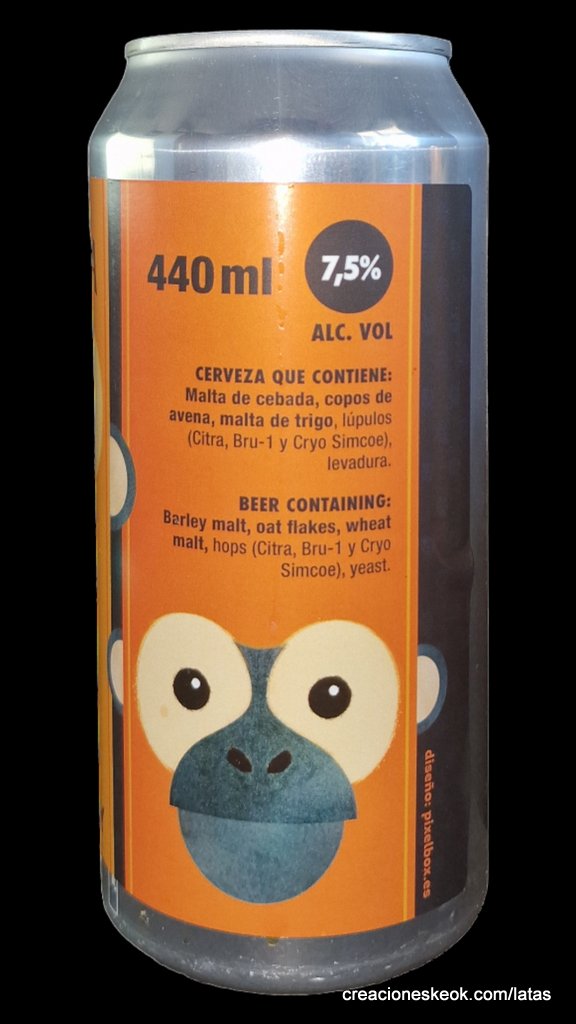 440 ml
7,5%
ALC. VOL
CERVEZA QUE CONTIENE:
Malta de cebada, copos de
avena, malta de trigo, lúpulos
(Citra, Bru-1 y Cryo Simcoe),
levadura.
BEER CONTAINING:
Barley malt, oat flakes, wheat
malt, hops (Citra, Bru-1 y Cryo
Simcoe), yeast.
diseño: pixelbox.es
creacioneskeok.com/latas